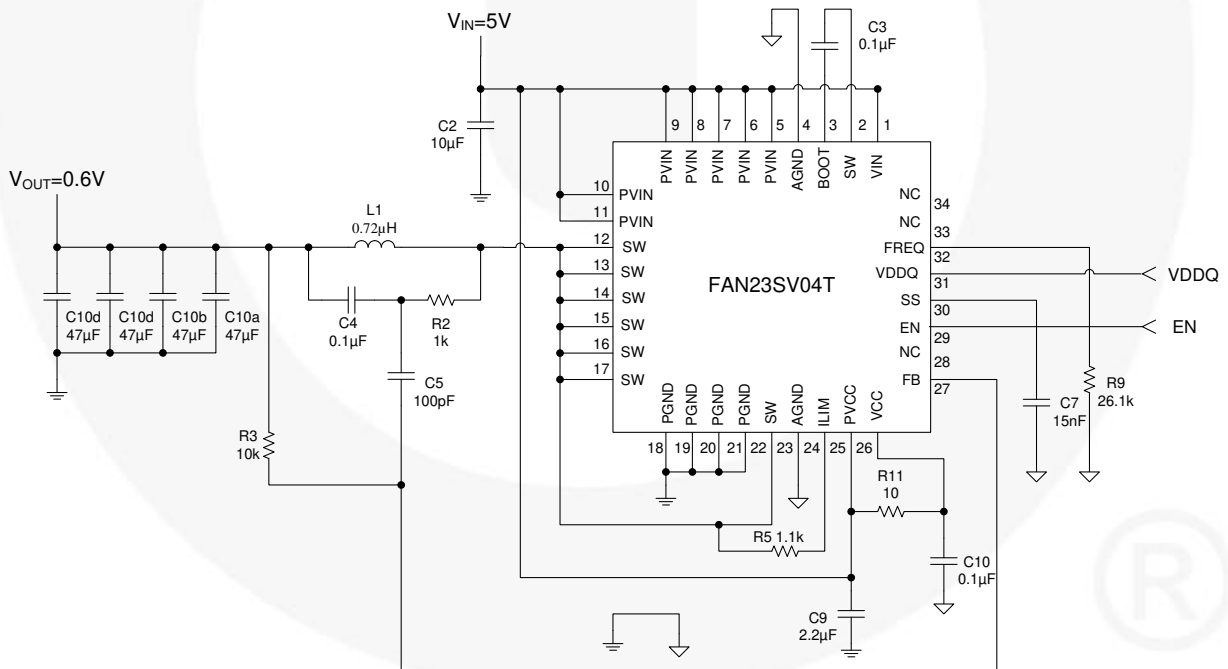 V_IN=5V
C3
0.1µF
C2
10µF
9 8 7 6 5 4 3 2 1
PVIN PVIN PVIN PVIN PVIN AGND BOOT SW VIN
V_OUT=0.6V
L1
0.72µH
10 PVIN
11 PVIN
12 SW
13 SW
14 SW
15 SW
16 SW
17 SW
FAN23SV04T
NC 34
NC 33
FREQ 32
VDDQ 31
SS 30
EN 29
NC 28
FB 27
VDDQ
EN
C10d
47µF
C10d
47µF
C10b
47µF
C10a
47µF
C4
0.1µF
R2
1k
C5
100pF
R3
10k
PGND PGND PGND PGND SW AGND ILIM PVCC VCC
18 19 20 21 22 23 24 25 26
C7
15nF
R9
26.1k
R11
10
R5 1.1k
C10
0.1µF
C9
2.2µF
R